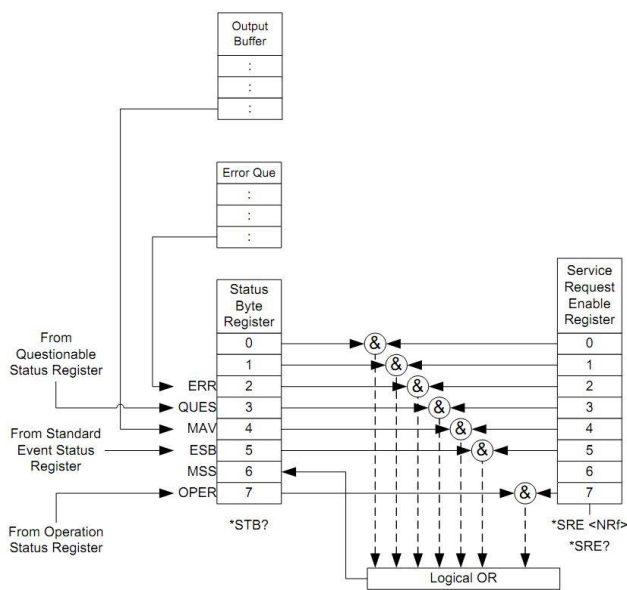 Output
Buffer
:
:
:
Error Que
:
:
:
Status
Byte
Register
Service
Request
Enable
Register
From
Questionable
Status Register
From Standard
Event Status
Register
From Operation
Status Register
0 & 0
1 & 1
ERR 2 & 2
QUES 3 & 3
MAV 4 & 4
ESB 5 & 5
MSS 6 6
OPER 7 & 7
*STB?
*SRE <NRf>
*SRE?
Logical OR